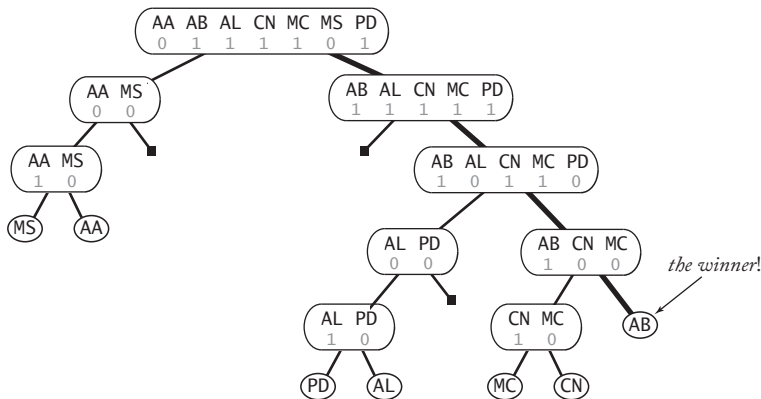 AA AB AL CN MC MS PD
0 1 1 1 1 0 1
AA MS
0 0
AB AL CN MC PD
1 1 1 1 1
AA MS
1 0
AB AL CN MC PD
1 0 1 1 0
MS
AA
AL PD
0 0
AB CN MC
1 0 0
the winner!
AL PD
1 0
CN MC
1 0
AB
PD
AL
MC
CN